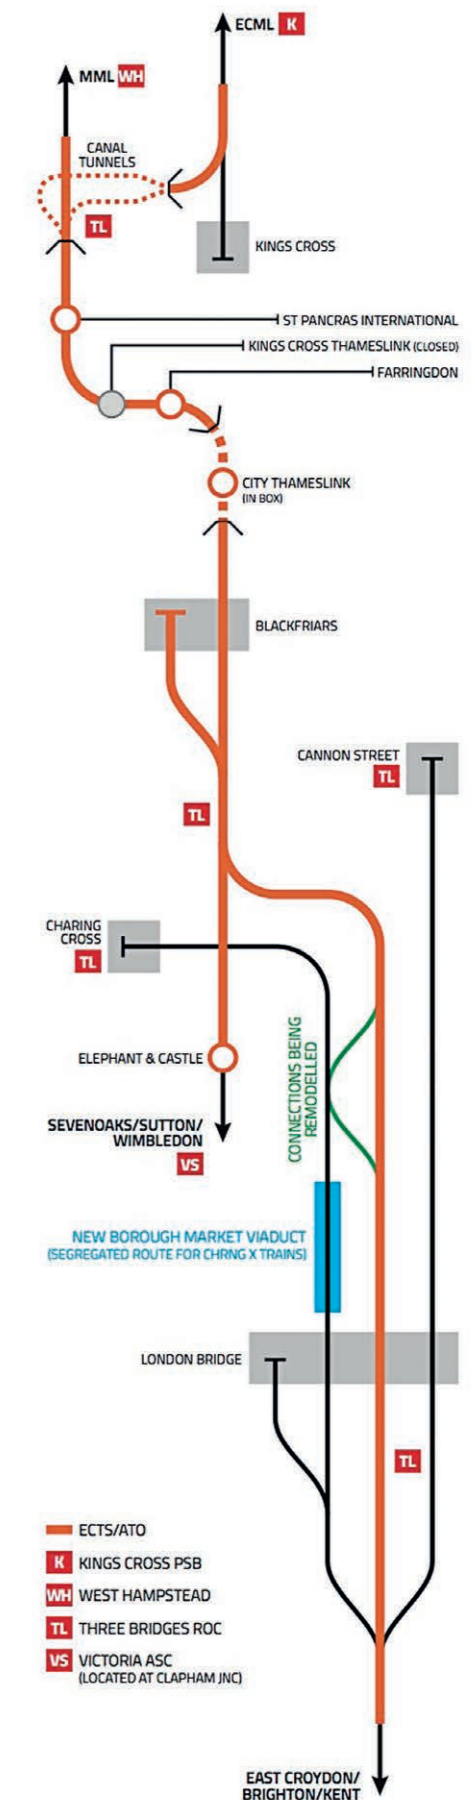 ECML K
MML WH
CANAL
TUNNELS
TL
KINGS CROSS
ST PANCRAS INTERNATIONAL
KINGS CROSS THAMESLINK (CLOSED)
FARRINGDON
CITY THAMESLINK
(IN BOX)
BLACKFRIARS
CANNON STREET
TL
TL
CHARING
CROSS
TL
CONNECTIONS BEING
REMODELLED
ELEPHANT & CASTLE
SEVENOAKS/SUTTON/
WIMBLEDON
VS
NEW BOROUGH MARKET VIADUCT
(SEGREGATED ROUTE FOR CHRNG X TRAINS)
LONDON BRIDGE
TL
ECTS/ATO
K KINGS CROSS PSB
WH WEST HAMPSTEAD
TL THREE BRIDGES ROC
VS VICTORIA ASC
(LOCATED AT CLAPHAM JNC)
EAST CROYDON/
BRIGHTON/KENT